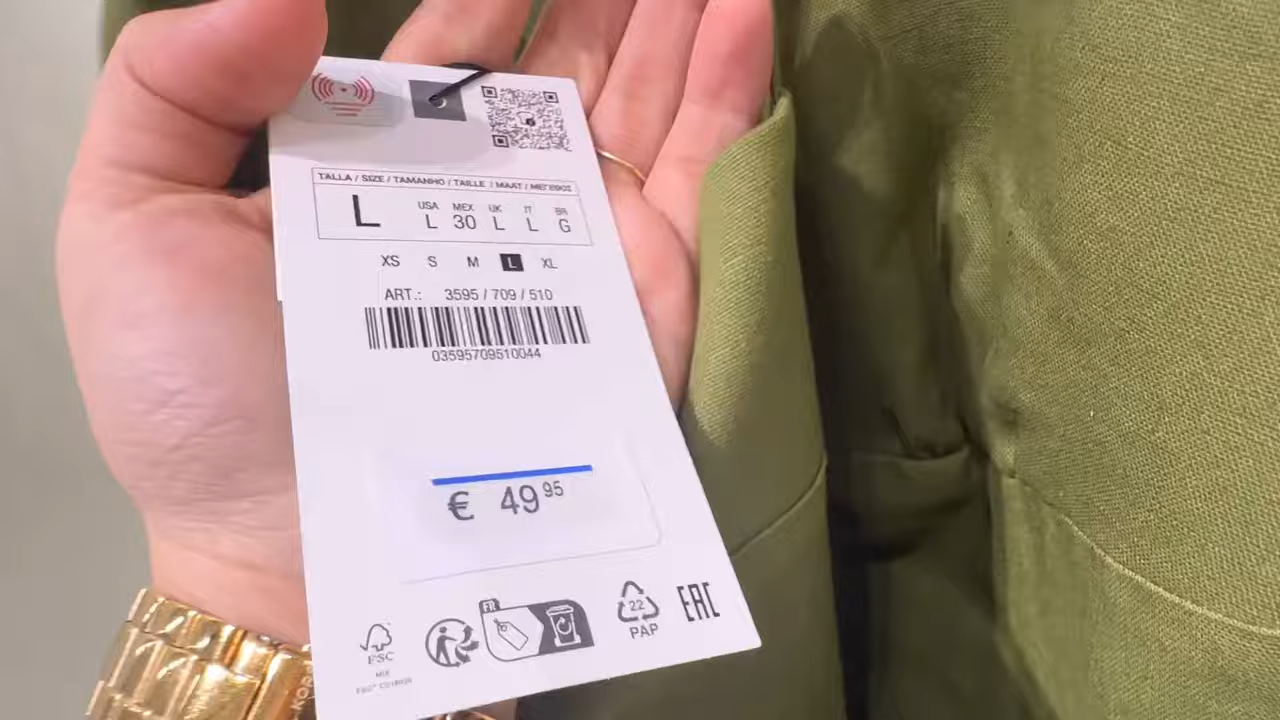 TALLA / SIZE / TAMANHO / TAILLE / MAAT /
L
USA MEX UK IT BR
L 30 L L G
XS S M L XL
ART.: 3595 / 709 / 510
03595709510044
€ 49 95
FR
22
PAP
EAC
FSC
MIX